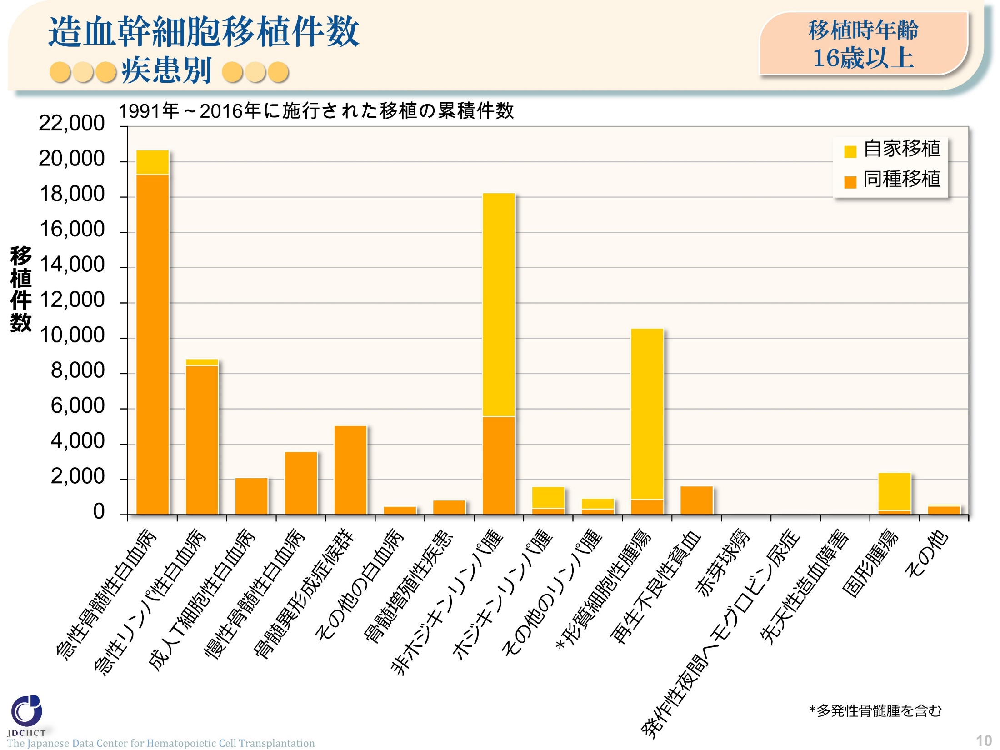 造血幹細胞移植件数
疾患別
移植時年齢
16歳以上
1991年～2016年に施行された移植の累積件数
22,000
20,000
18,000
16,000
14,000
12,000
10,000
8,000
6,000
4,000
2,000
0
移植件数
自家移植
同種移植
急性骨髄性白血病
急性リンパ性白血病
成人T細胞性白血病
慢性骨髄性白血病
骨髄異形成症候群
その他の白血病
骨髄増殖性疾患
非ホジキンリンパ腫
ホジキンリンパ腫
その他のリンパ腫
*形質細胞性腫瘍
再生不良性貧血
赤芽球癆
発作性夜間ヘモグロビン尿症
先天性造血障害
固形腫瘍
その他
*多発性骨髄腫を含む
JDCHCT
The Japanese Data Center for Hematopoietic Cell Transplantation
10